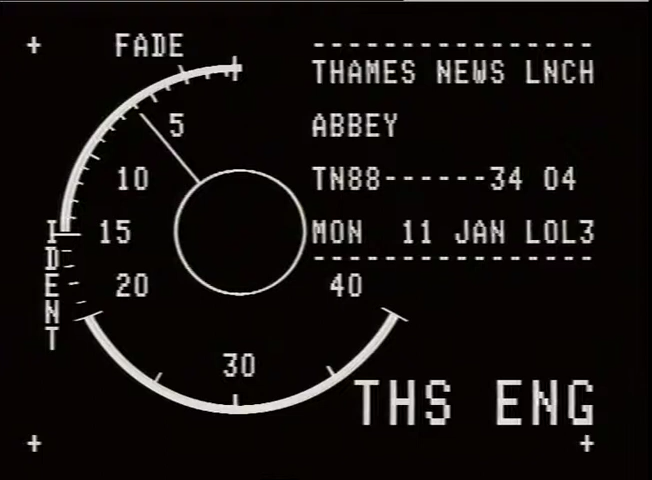 FADE
----------------
THAMES NEWS LNCH
5
ABBEY
10
TN88------34 04
15
MON 11 JAN LOL3
----------------
IDENT
20
40
30
THS ENG